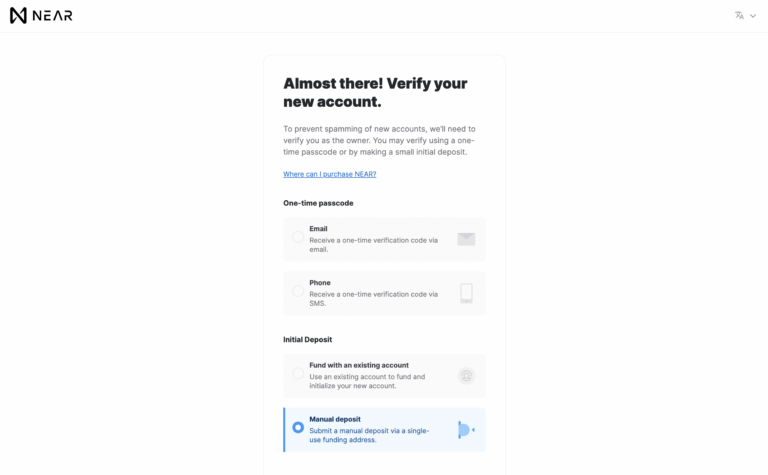 NEAR
Almost there! Verify your
new account.
To prevent spamming of new accounts, we'll need to
verify you as the owner. You may verify using a one-
time passcode or by making a small initial deposit.
Where can I purchase NEAR?
One-time passcode
Email
Receive a one-time verification code via
email.
Phone
Receive a one-time verification code via
SMS.
Initial Deposit
Fund with an existing account
Use an existing account to fund and
initialize your new account.
Manual deposit
Submit a manual deposit via a single-
use funding address.